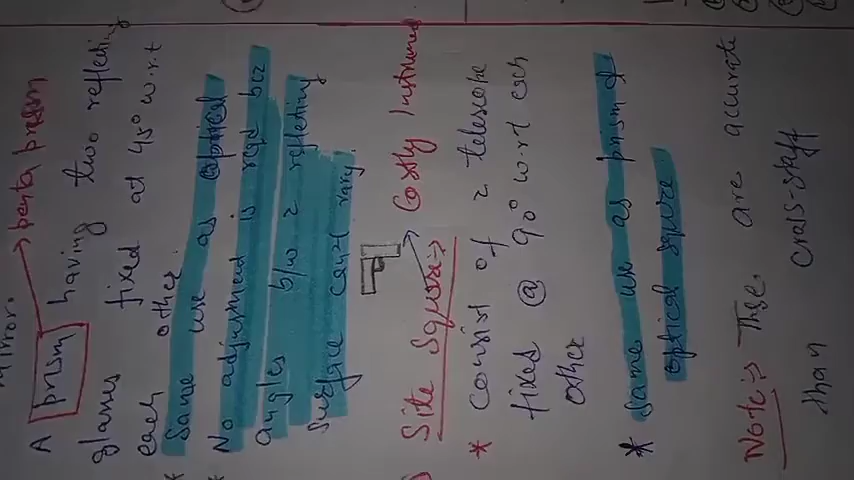 mirror.
A prism → penta prism having two reflecting
glasses fixed at 45° w.r.t
each other.
* Same use as optical
* No adjustment is reqd bcz
angles b/w 2 reflecting
surface can't vary.
Site Square :→ Costly Instrument
* Consist of 2 telescope
fixes @ 90° w.r.t each
other
* Same use as prism &
optical square.
Note :→ These are accurate
than cross-staff